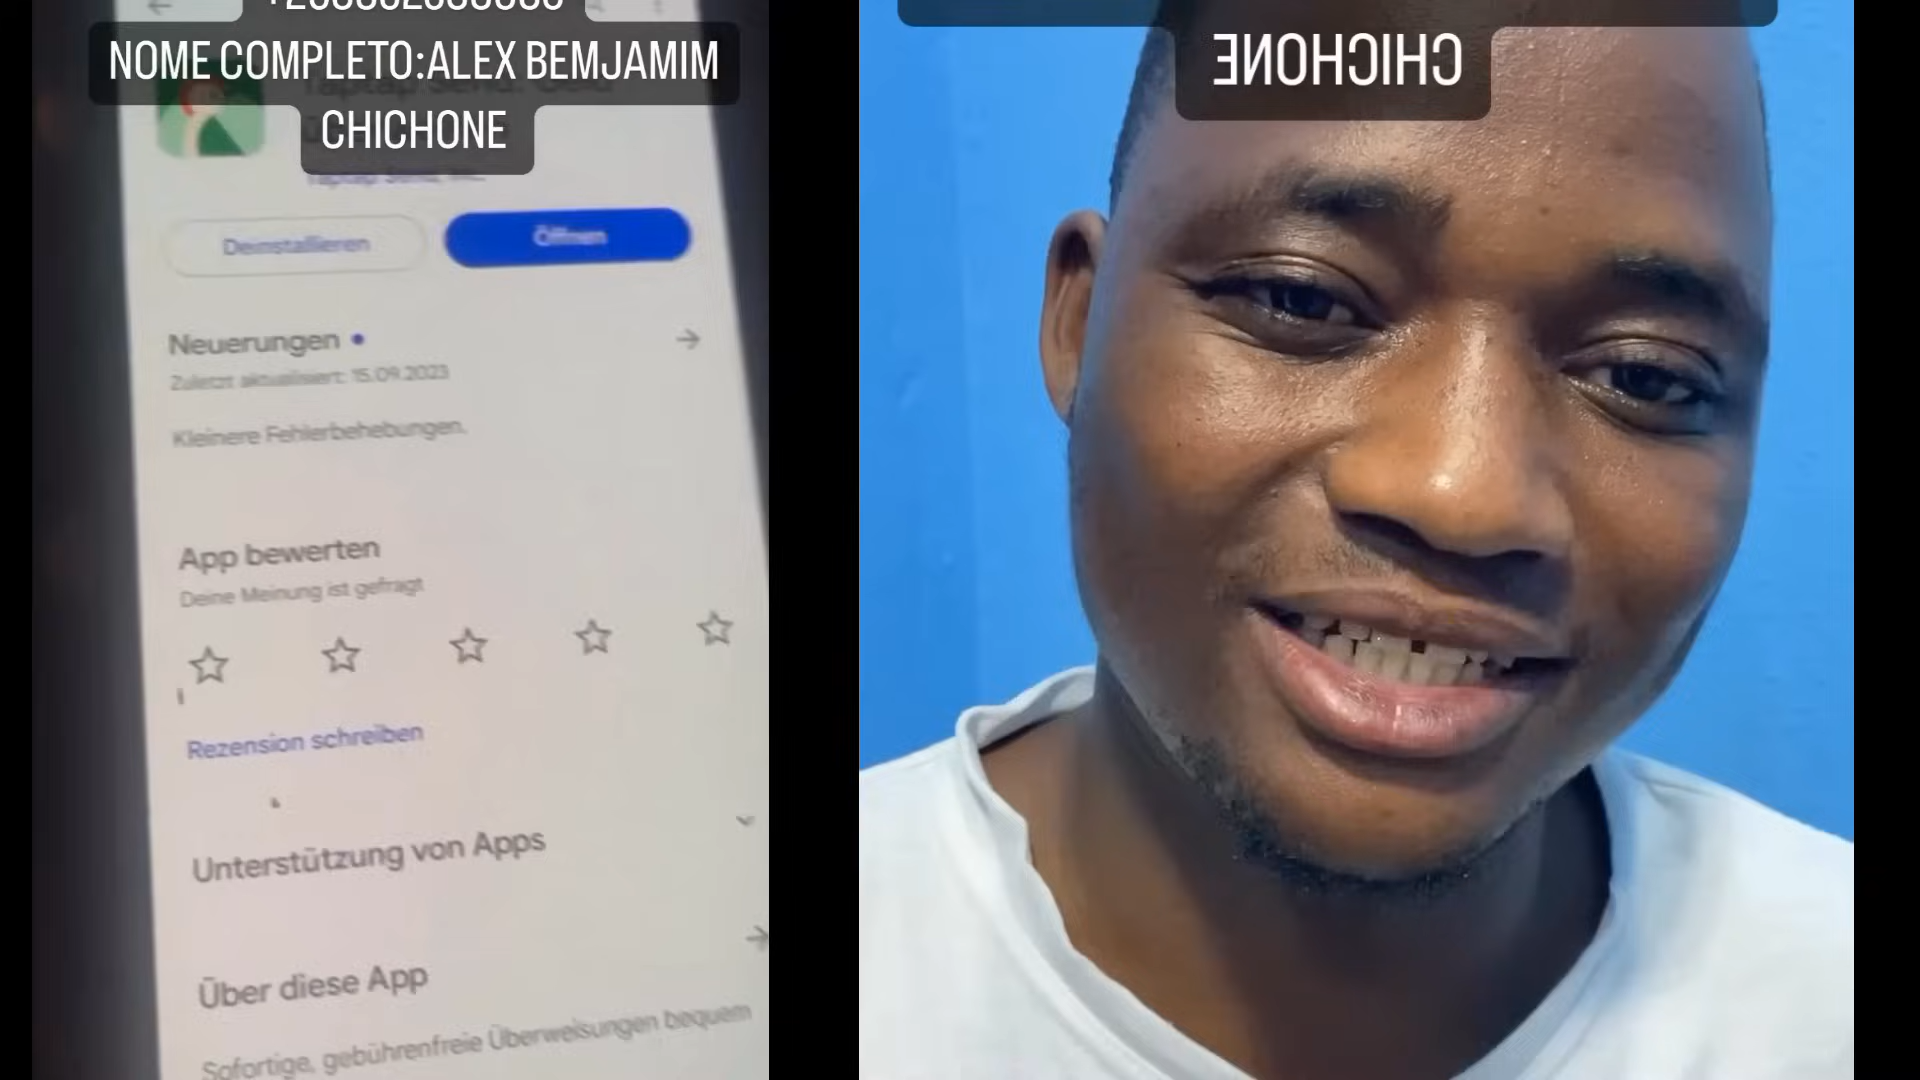 NOME COMPLETO:ALEX BEMJAMIM
CHICHONE
Deinstallieren
Öffnen
Neuerungen
Zuletzt aktualisiert: 15.09.2023
Kleinere Fehlerbehebungen.
App bewerten
Deine Meinung ist gefragt
Rezension schreiben
Unterstützung von Apps
Über diese App
Sofortige, gebührenfreie Überweisungen bequem
CHICHONE